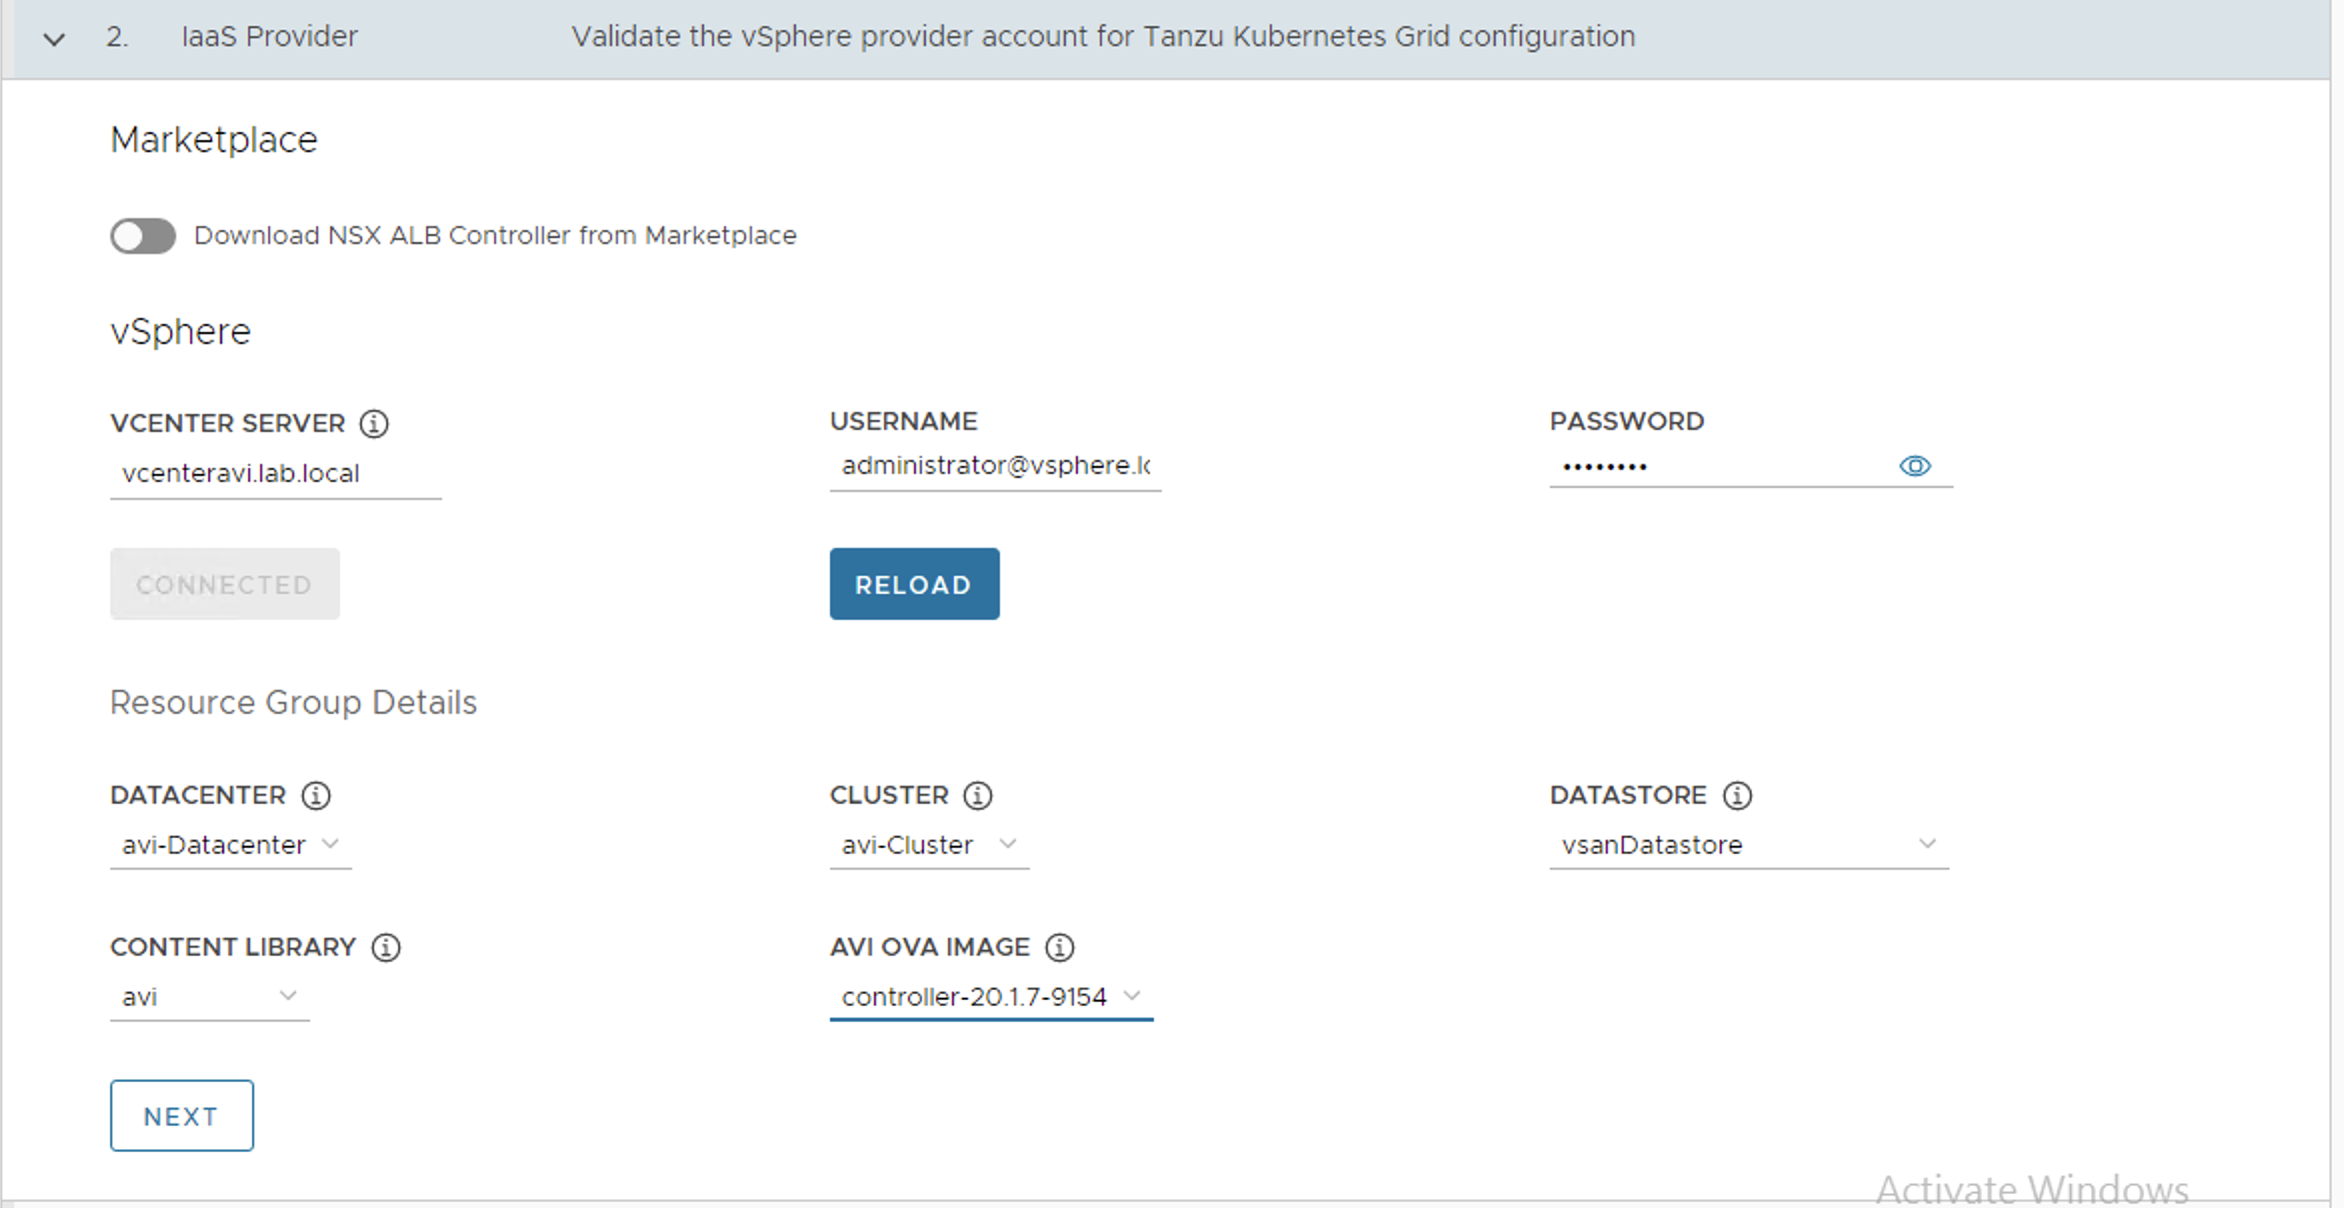 2. IaaS Provider Validate the vSphere provider account for Tanzu Kubernetes Grid configuration
Marketplace
Download NSX ALB Controller from Marketplace
vSphere
VCENTER SERVER USERNAME PASSWORD
vcenteravi.lab.local administrator@vsphere.lo ••••••••
CONNECTED RELOAD
Resource Group Details
DATACENTER CLUSTER DATASTORE
avi-Datacenter avi-Cluster vsanDatastore
CONTENT LIBRARY AVI OVA IMAGE
avi controller-20.1.7-9154
NEXT
Activate Windows